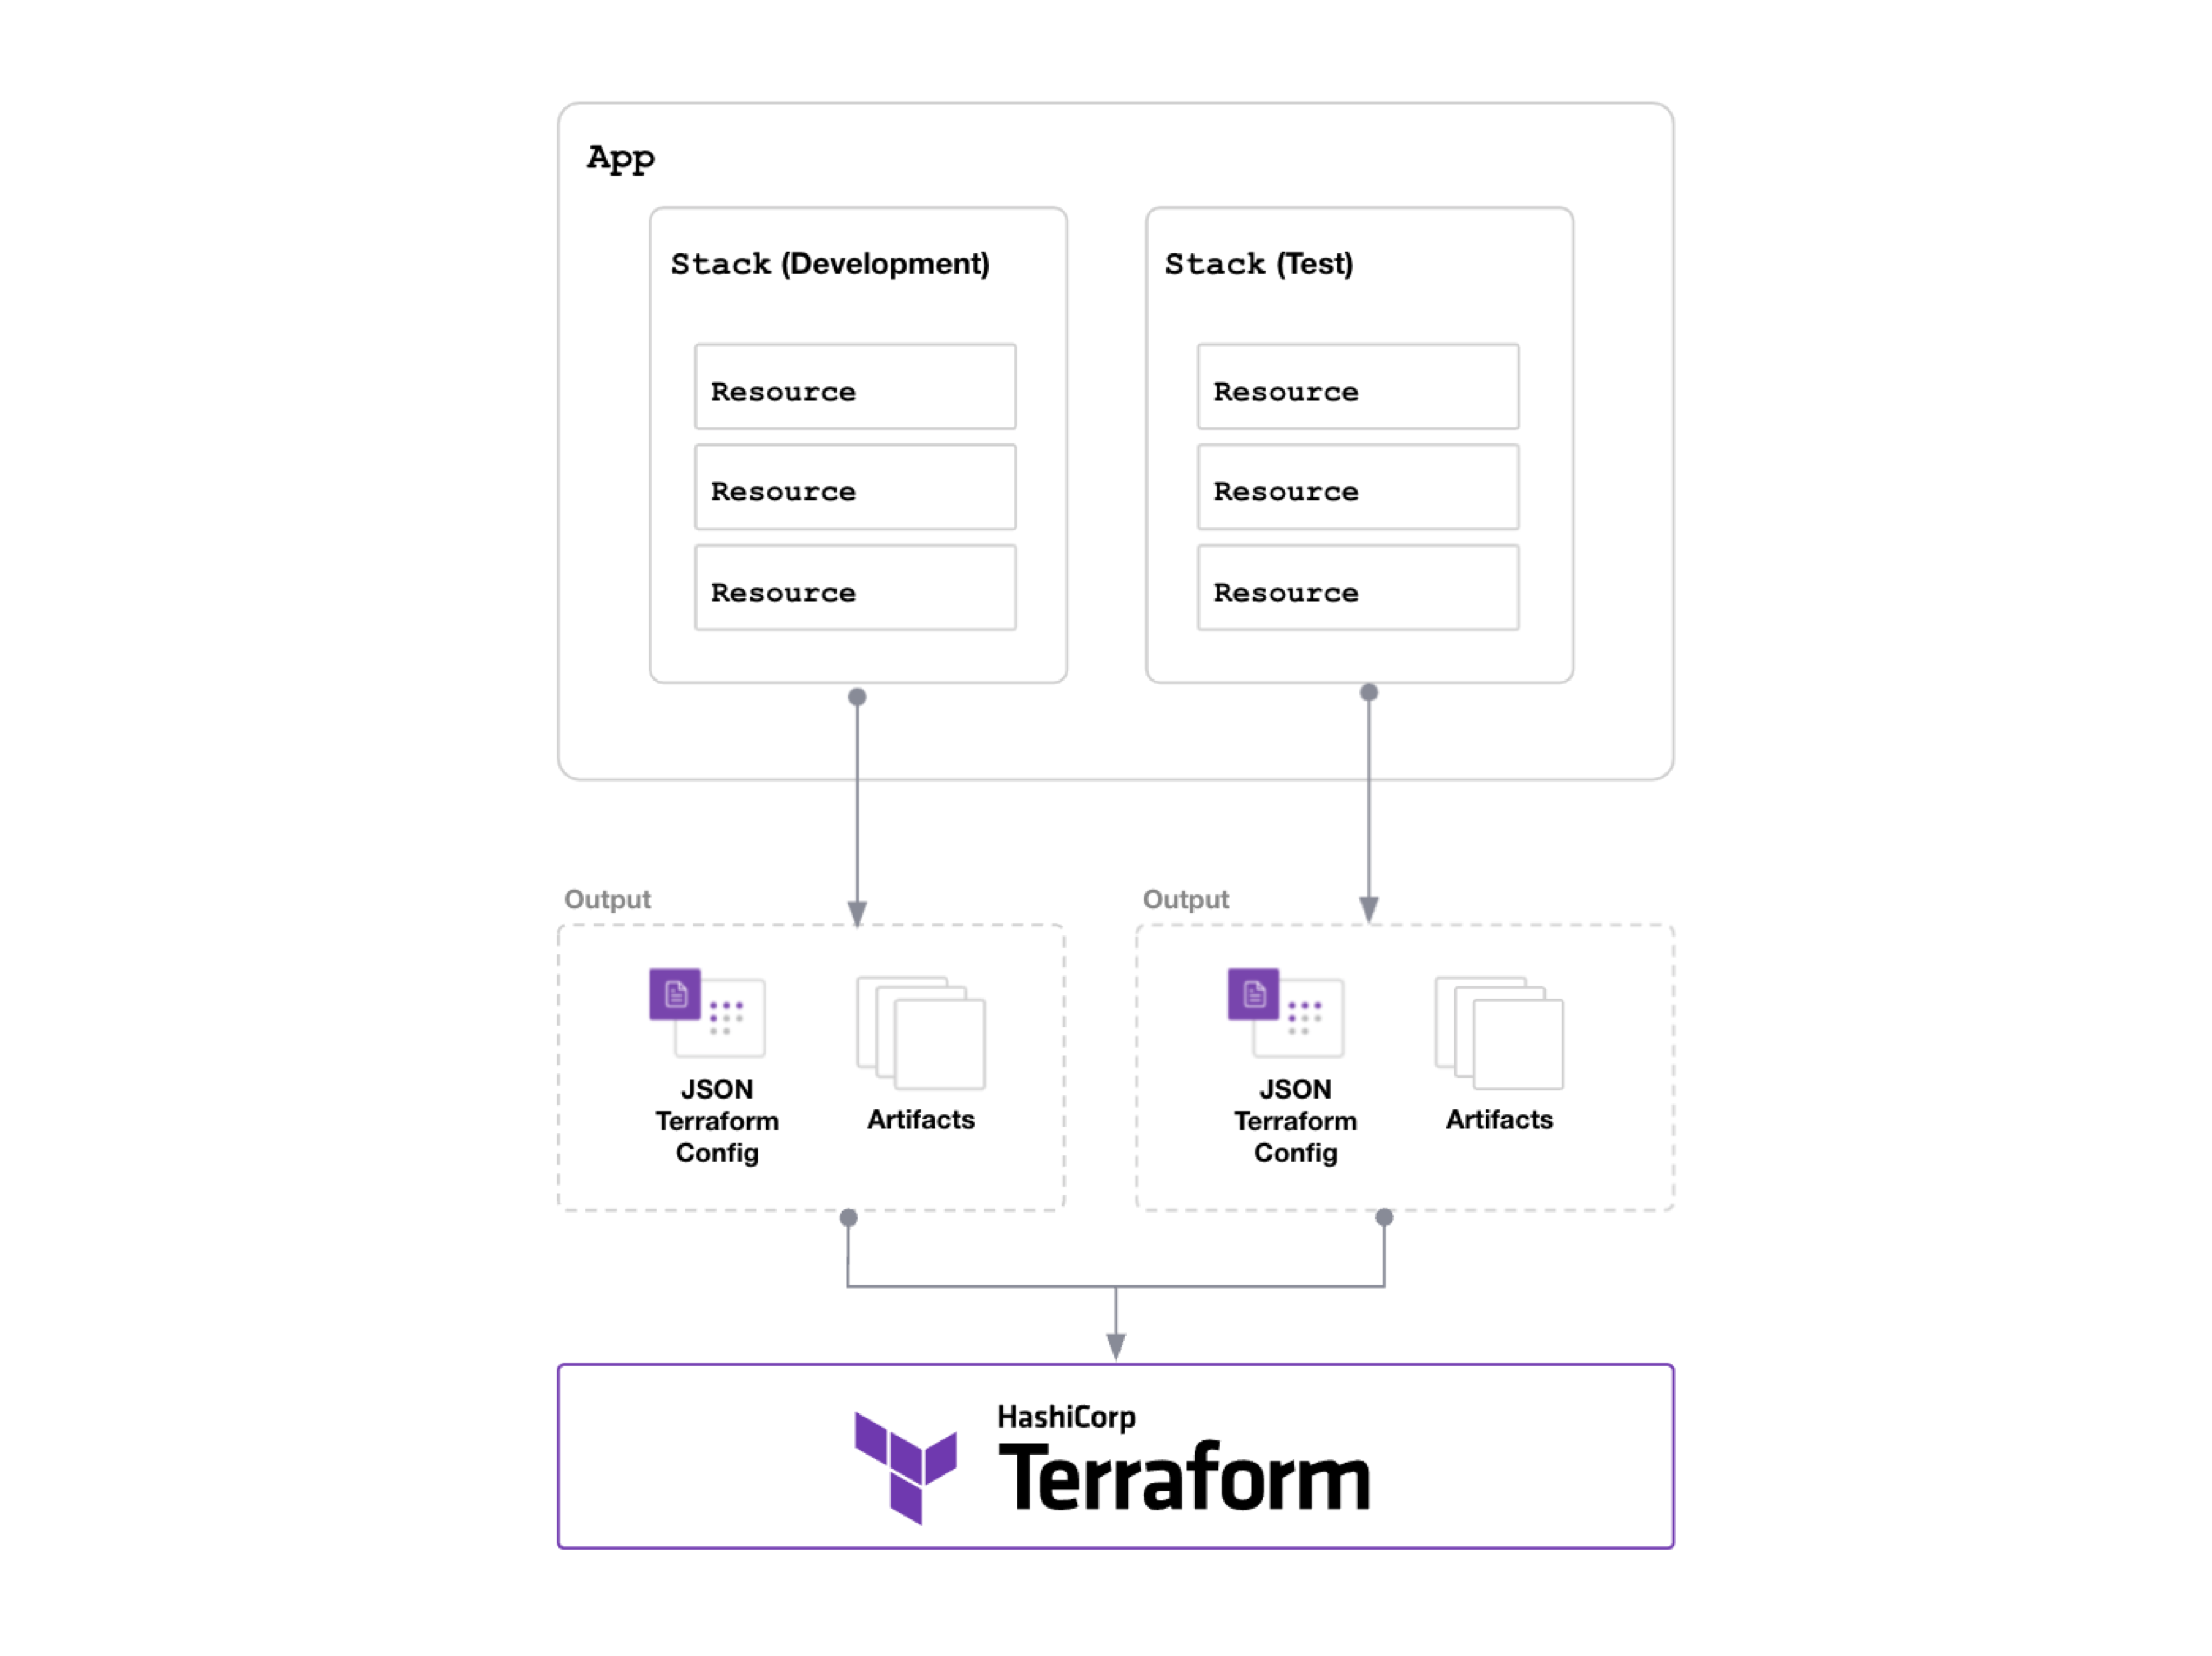 App
Stack (Development)
Resource
Resource
Resource
Stack (Test)
Resource
Resource
Resource
Output
JSON
Terraform
Config
Artifacts
Output
JSON
Terraform
Config
Artifacts
HashiCorp
Terraform